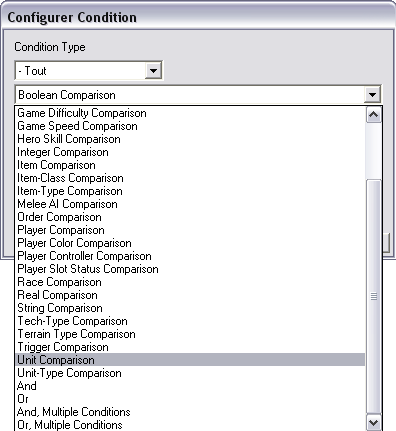 Configurer Condition
Condition Type
- Tout
Boolean Comparison
Game Difficulty Comparison
Game Speed Comparison
Hero Skill Comparison
Integer Comparison
Item Comparison
Item-Class Comparison
Item-Type Comparison
Melee AI Comparison
Order Comparison
Player Comparison
Player Color Comparison
Player Controller Comparison
Player Slot Status Comparison
Race Comparison
Real Comparison
String Comparison
Tech-Type Comparison
Terrain Type Comparison
Trigger Comparison
Unit Comparison
Unit-Type Comparison
And
Or
And, Multiple Conditions
Or, Multiple Conditions